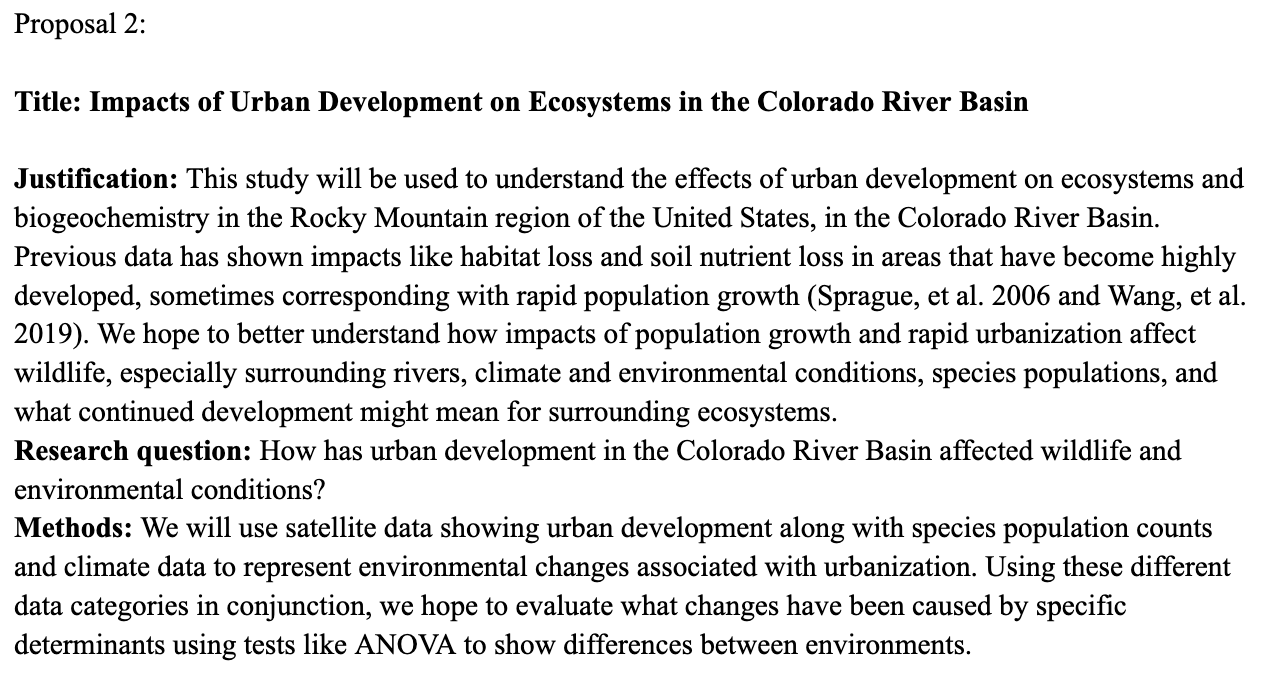 Proposal 2:
Title: Impacts of Urban Development on Ecosystems in the Colorado River Basin
Justification: This study will be used to understand the effects of urban development on ecosystems and
biogeochemistry in the Rocky Mountain region of the United States, in the Colorado River Basin.
Previous data has shown impacts like habitat loss and soil nutrient loss in areas that have become highly
developed, sometimes corresponding with rapid population growth (Sprague, et al. 2006 and Wang, et al.
2019). We hope to better understand how impacts of population growth and rapid urbanization affect
wildlife, especially surrounding rivers, climate and environmental conditions, species populations, and
what continued development might mean for surrounding ecosystems.
Research question: How has urban development in the Colorado River Basin affected wildlife and
environmental conditions?
Methods: We will use satellite data showing urban development along with species population counts
and climate data to represent environmental changes associated with urbanization. Using these different
data categories in conjunction, we hope to evaluate what changes have been caused by specific
determinants using tests like ANOVA to show differences between environments.